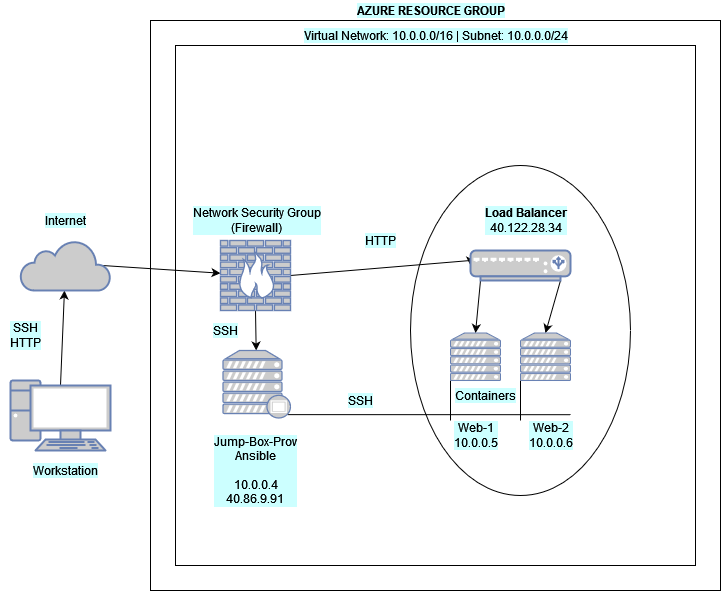 AZURE RESOURCE GROUP
Virtual Network: 10.0.0.0/16 | Subnet: 10.0.0.0/24
Internet
Network Security Group
(Firewall)
Load Balancer
40.122.28.34
HTTP
SSH
HTTP
SSH
Workstation
SSH
Containers
Jump-Box-Prov
Ansible
10.0.0.4
40.86.9.91
Web-1
10.0.0.5
Web-2
10.0.0.6